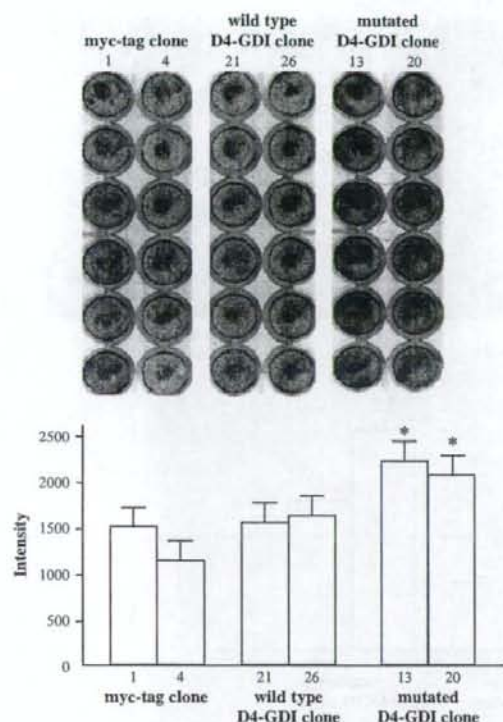 myc-tag clone
wild type
D4-GDI clone
mutated
D4-GDI clone
1 4 21 26 13 20
2500
2000
1500
1000
500
0
Intensity
* *
1 4 21 26 13 20
myc-tag clone
wild type
D4-GDI clone
mutated
D4-GDI clone